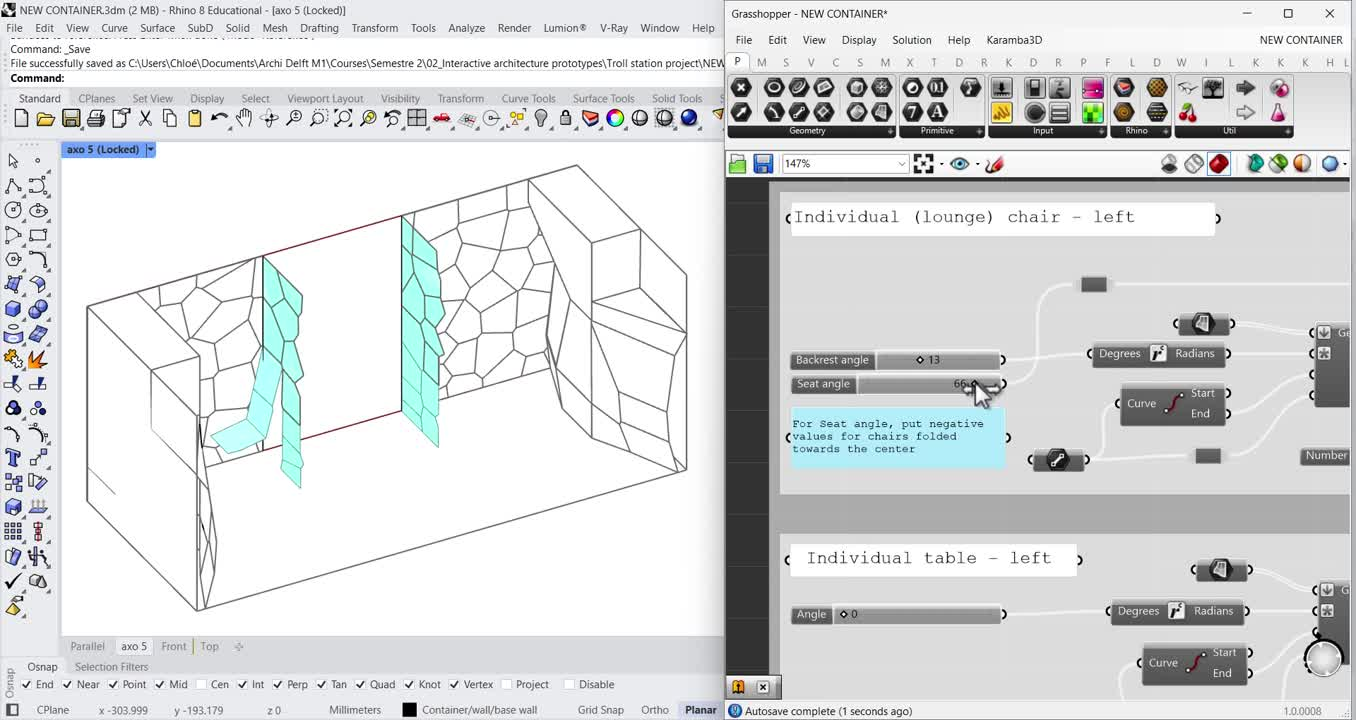 NEW CONTAINER.3dm (2 MB) - Rhino 8 Educational - [axo 5 (Locked)]
File Edit View Curve Surface SubD Solid Mesh Drafting Transform Tools Analyze Render Lumion® V-Ray Window Help
Command: _Save
File successfully saved as C:\Users\Chloé\Documents\Archi Delft M1\Courses\Semestre 2\02_Interactive architecture prototypes\Troll station project\NEW
Command:
Standard CPlanes Set View Display Select Viewport Layout Visibility Transform Curve Tools Surface Tools Solid Tools
axo 5 (Locked)
Parallel axo 5 Front Top
Osnap Selection Filters
Osnap
End Near Point Mid Cen Int Perp Tan Quad Knot Vertex Project Disable
CPlane x -303.999 y -193.179 z 0 Millimeters Container/wall/base wall Grid Snap Ortho Planar
Grasshopper - NEW CONTAINER*
File Edit View Display Solution Help Karamba3D NEW CONTAINER
P M S V C S M T D R D K D R P F L B W I R L K K H L
Geometry Primitive Input Rhino Util
147%
Individual (lounge) chair - left
Backrest angle 13
Seat angle 66
For Seat angle, put negative
values for chairs folded
towards the center
Degrees Radians
Curve Start
End
Number
Individual table - left
Angle 0
Degrees Radians
Curve Start
End
Autosave complete (1 seconds ago) 1.0.0008